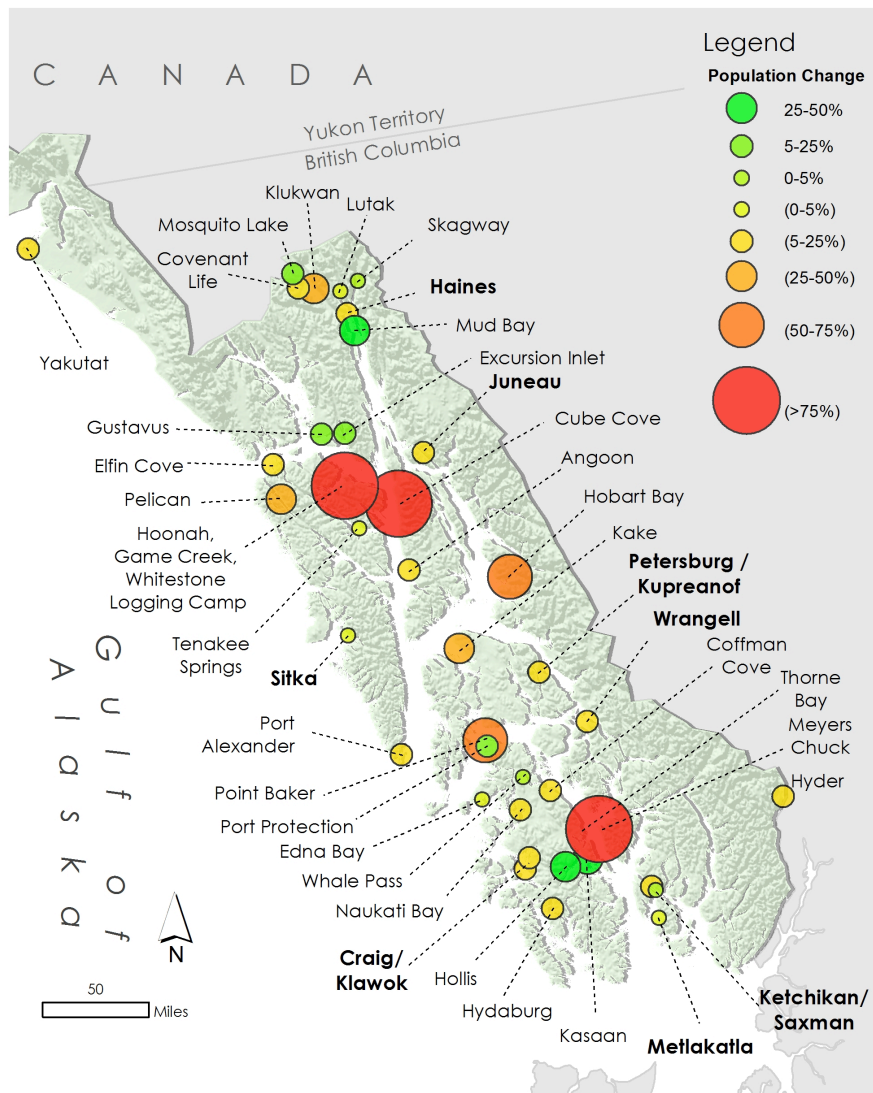 C A N A D A
Yukon Territory
British Columbia
Legend
Population Change
25-50%
5-25%
0-5%
(0-5%)
(5-25%)
(25-50%)
(50-75%)
(>75%)
Klukwan
Lutak
Mosquito Lake
Skagway
Covenant
Life
Haines
Mud Bay
Yakutat
Excursion Inlet
Juneau
Gustavus
Cube Cove
Elfin Cove
Angoon
Pelican
Hobart Bay
Hoonah,
Game Creek,
Whitestone
Logging Camp
Kake
Petersburg /
Kupreanof
Wrangell
Tenakee
Springs
Coffman
Cove
Sitka
Thorne
Bay
Gulf of
Alaska
Port
Alexander
Meyers
Chuck
Hyder
Point Baker
Port Protection
Edna Bay
Whale Pass
Naukati Bay
Craig/
Klawok
Hollis
Hydaburg
Kasaan
Ketchikan/
Saxman
Metlakatla
N
50
Miles